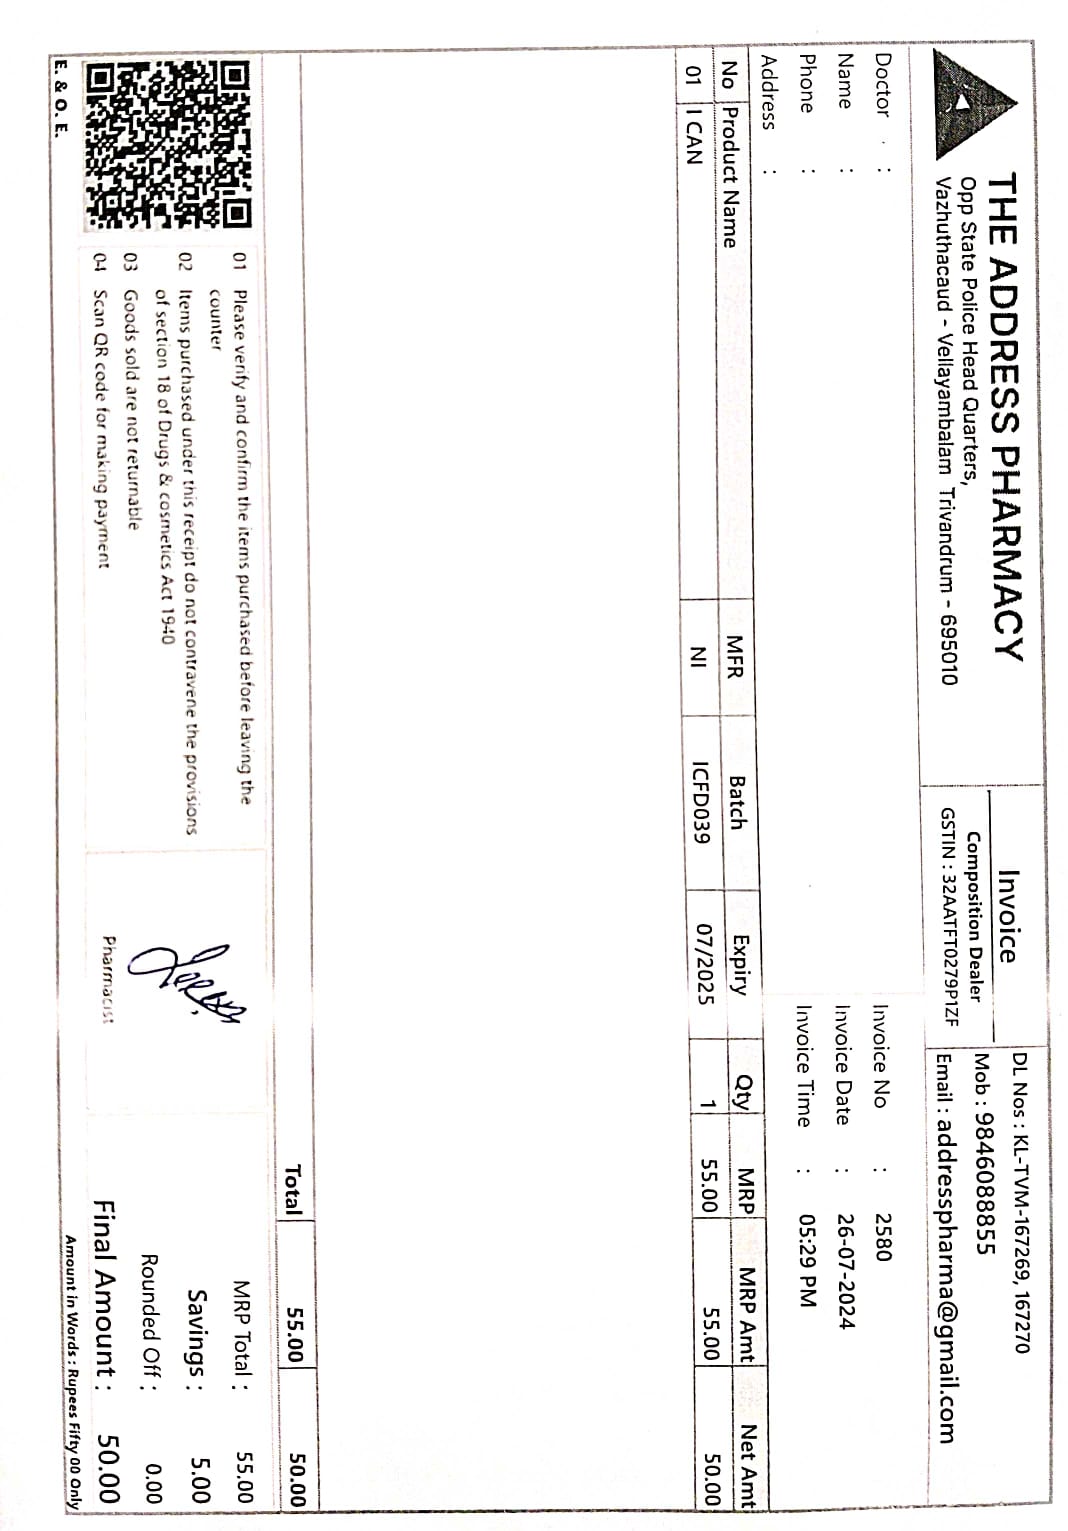 THE ADDRESS PHARMACY
Opp State Police Head Quarters,
Vazhuthacaud - Vellayambalam Trivandrum - 695010
Invoice
Composition Dealer
GSTIN : 32AATFT0279P1ZF
DL Nos : KL-TVM-167269, 167270
Mob : 9846088855
Email : addresspharma@gmail.com
Doctor :
Name :
Phone :
Address :
Invoice No : 2580
Invoice Date : 26-07-2024
Invoice Time : 05:29 PM
No Product Name MFR Batch Expiry Qty MRP MRP Amt Net Amt
01 I CAN NI ICFD039 07/2025 1 55.00 55.00 50.00
Total 55.00 50.00
01 Please verify and confirm the items purchased before leaving the
counter
02 Items purchased under this receipt do not contravene the provisions
of section 18 of Drugs & cosmetics Act 1940
03 Goods sold are not returnable
04 Scan QR code for making payment
E. & O. E.
Pharmacist
MRP Total : 55.00
Savings : 5.00
Rounded Off : 0.00
Final Amount : 50.00
Amount in Words : Rupees Fifty 00 Only